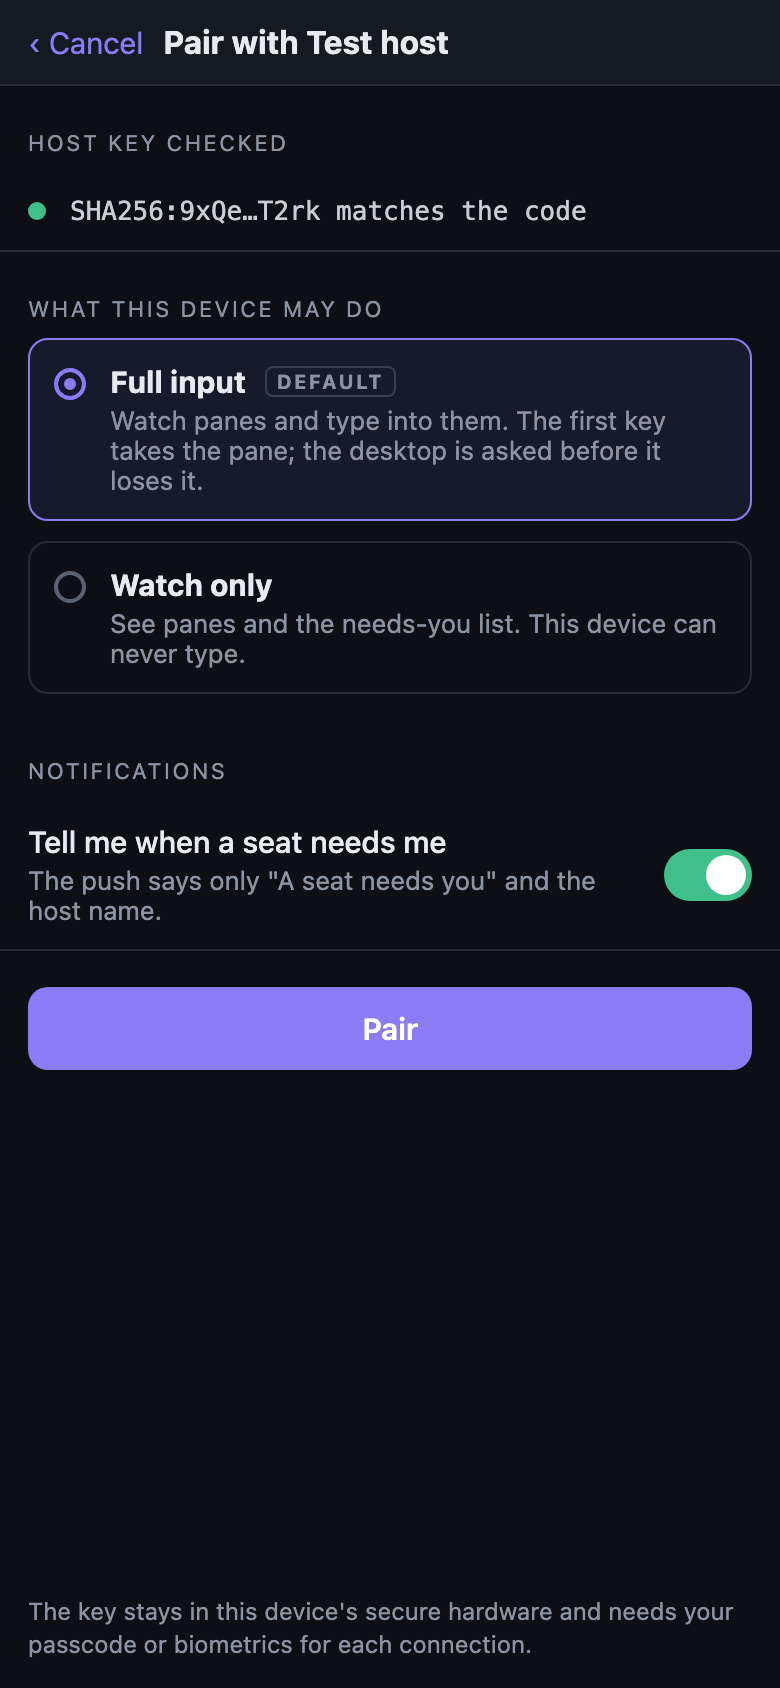 ‹ Cancel Pair with Test host
HOST KEY CHECKED
SHA256:9xQe…T2rk matches the code
WHAT THIS DEVICE MAY DO
Full input DEFAULT
Watch panes and type into them. The first key
takes the pane; the desktop is asked before it
loses it.
Watch only
See panes and the needs-you list. This device can
never type.
NOTIFICATIONS
Tell me when a seat needs me
The push says only "A seat needs you" and the
host name.
Pair
The key stays in this device's secure hardware and needs your
passcode or biometrics for each connection.